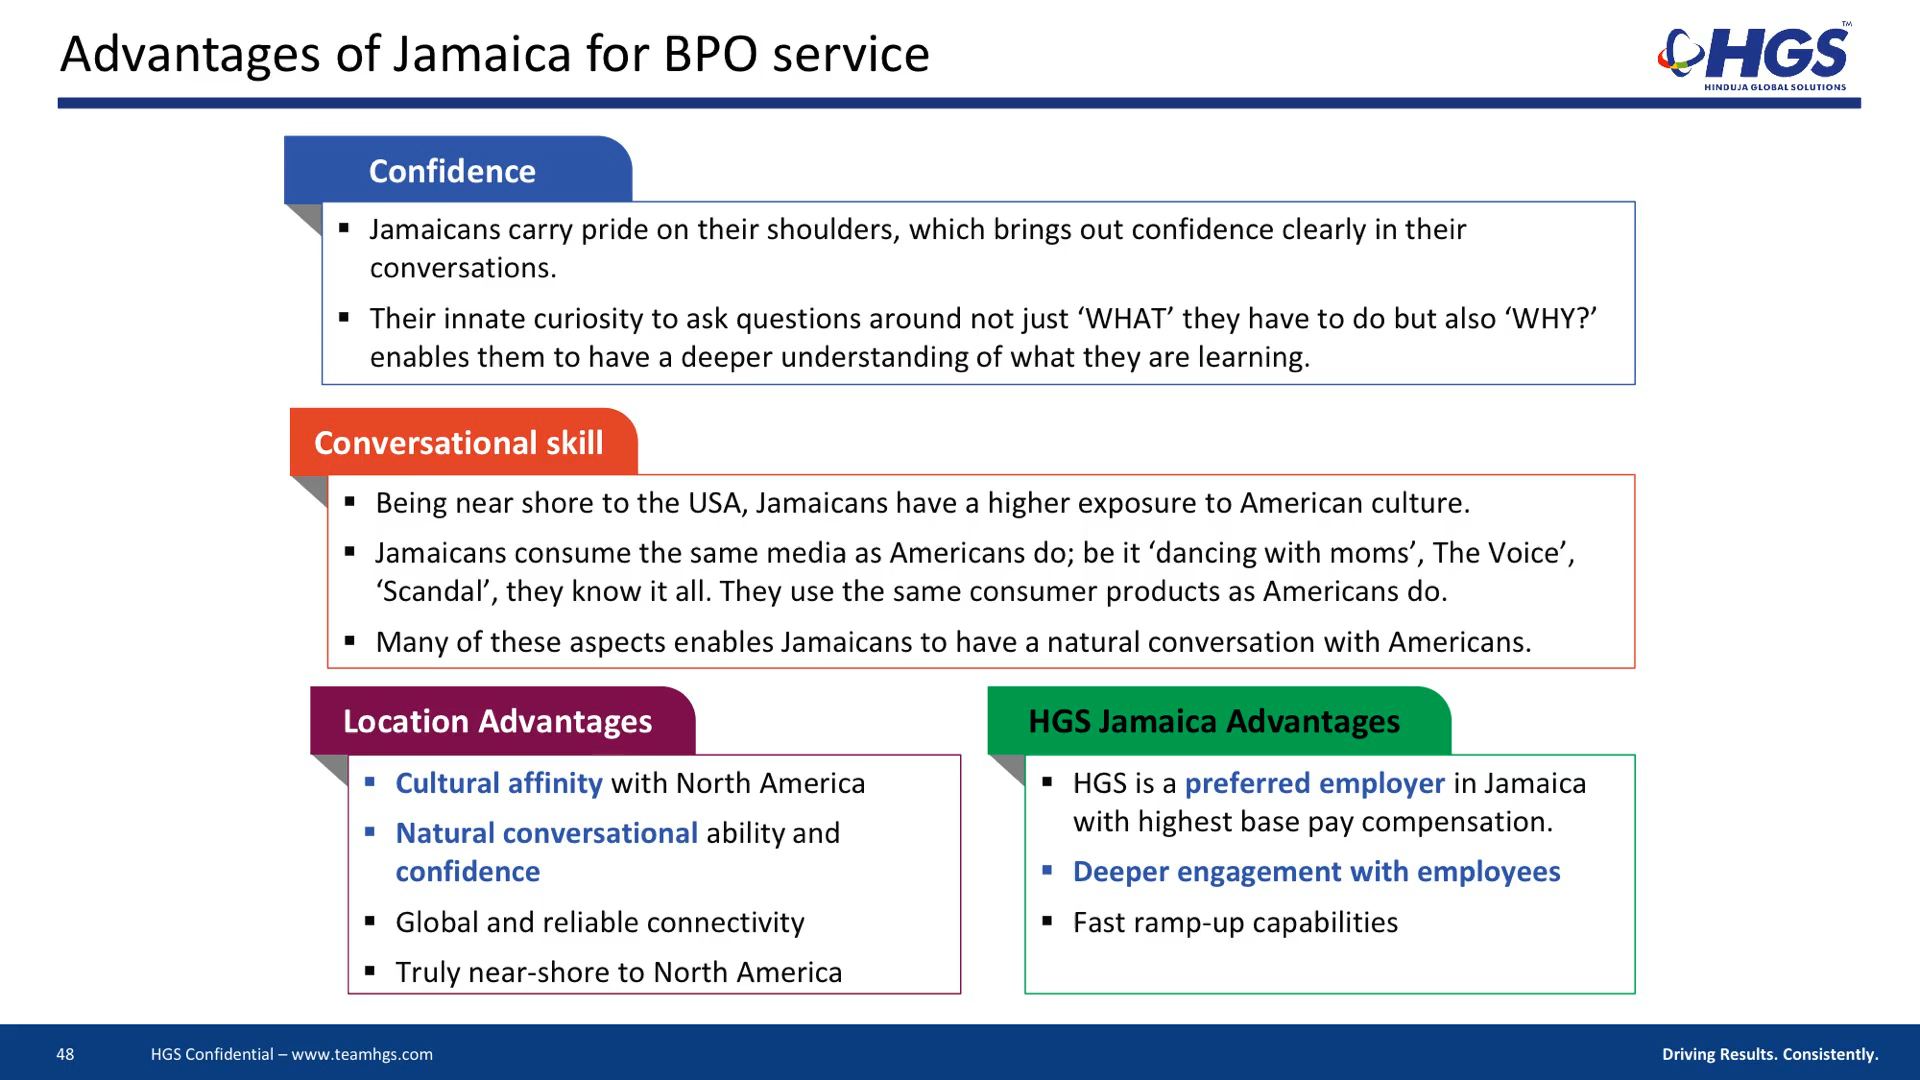 Advantages of Jamaica for BPO service
HGS
TM
HINDUJA GLOBAL SOLUTIONS
Confidence
▪ Jamaicans carry pride on their shoulders, which brings out confidence clearly in their
conversations.
▪ Their innate curiosity to ask questions around not just ‘WHAT’ they have to do but also ‘WHY?’
enables them to have a deeper understanding of what they are learning.
Conversational skill
▪ Being near shore to the USA, Jamaicans have a higher exposure to American culture.
▪ Jamaicans consume the same media as Americans do; be it ‘dancing with moms’, The Voice’,
‘Scandal’, they know it all. They use the same consumer products as Americans do.
▪ Many of these aspects enables Jamaicans to have a natural conversation with Americans.
Location Advantages
▪ Cultural affinity with North America
▪ Natural conversational ability and
confidence
▪ Global and reliable connectivity
▪ Truly near-shore to North America
HGS Jamaica Advantages
▪ HGS is a preferred employer in Jamaica
with highest base pay compensation.
▪ Deeper engagement with employees
▪ Fast ramp-up capabilities
48
HGS Confidential – www.teamhgs.com
Driving Results. Consistently.